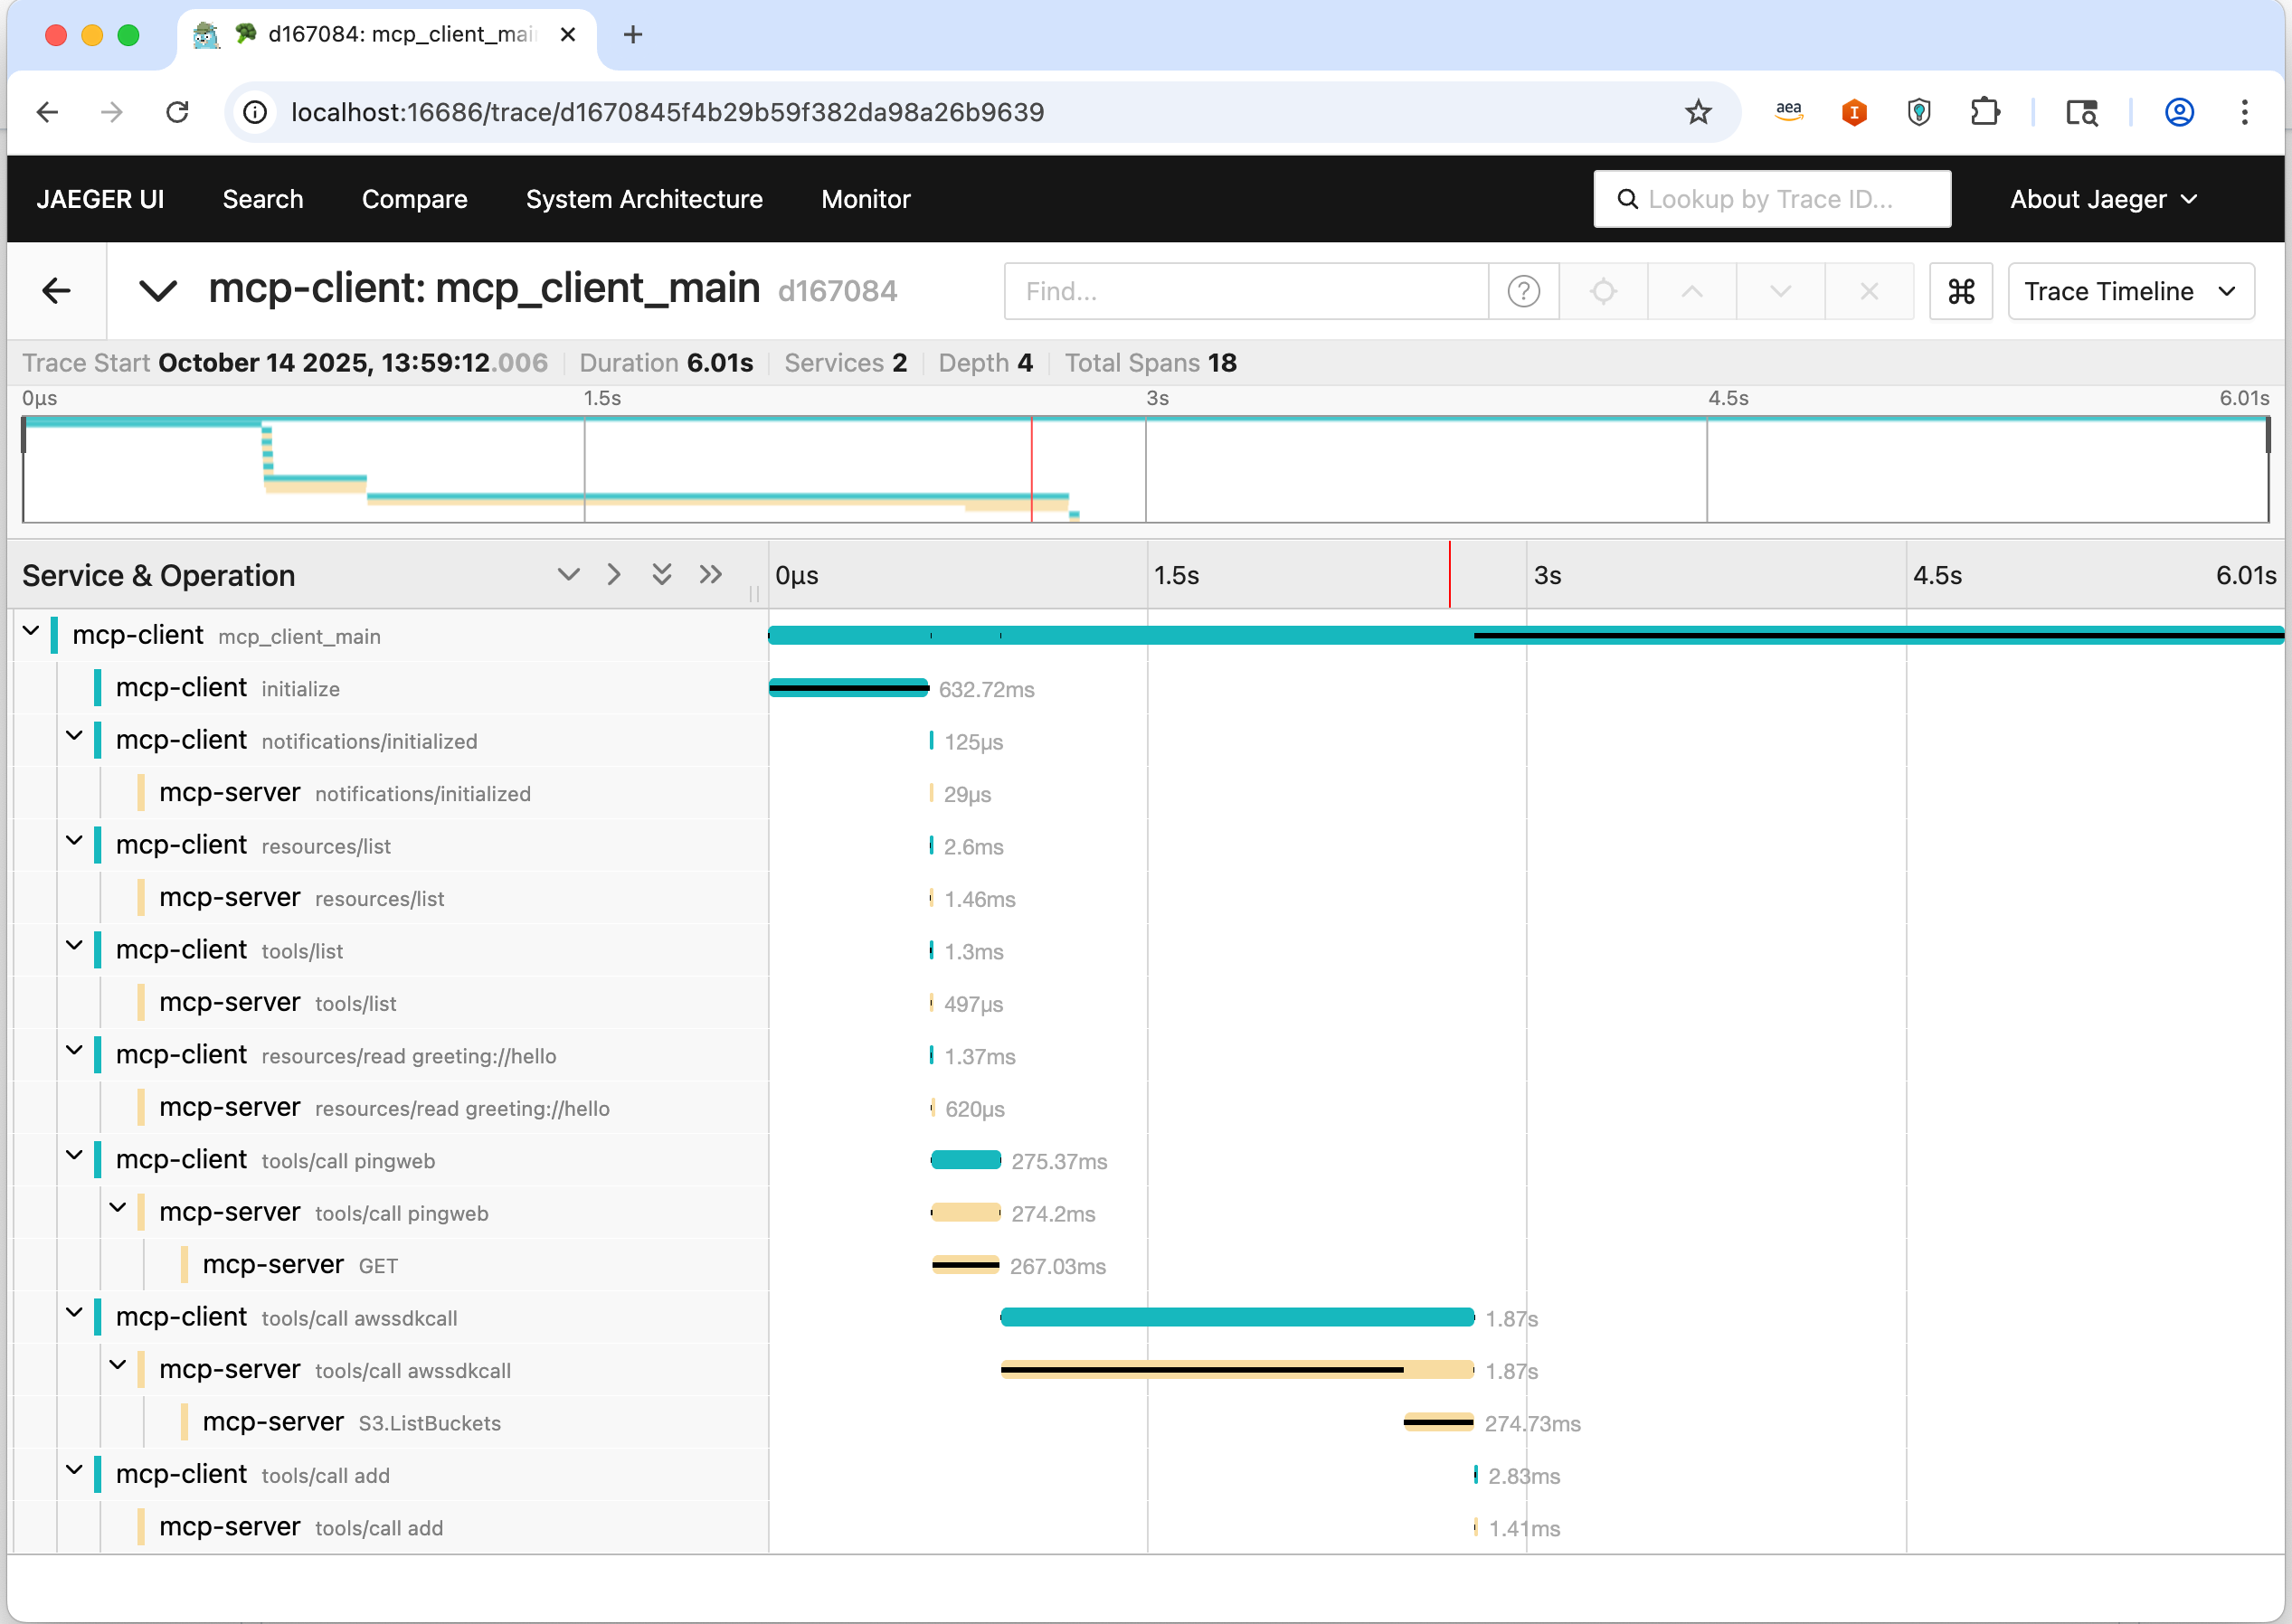 d167084: mcp_client_mai
localhost:16686/trace/d1670845f4b29b59f382da98a26b9639
aea
JAEGER UI Search Compare System Architecture Monitor Lookup by Trace ID... About Jaeger
mcp-client: mcp_client_main d167084 Find... ? ⌘ Trace Timeline
Trace Start October 14 2025, 13:59:12.006 Duration 6.01s Services 2 Depth 4 Total Spans 18
0μs 1.5s 3s 4.5s 6.01s
Service & Operation 0μs 1.5s 3s 4.5s 6.01s
mcp-client mcp_client_main
mcp-client initialize 632.72ms
mcp-client notifications/initialized 125μs
mcp-server notifications/initialized 29μs
mcp-client resources/list 2.6ms
mcp-server resources/list 1.46ms
mcp-client tools/list 1.3ms
mcp-server tools/list 497μs
mcp-client resources/read greeting://hello 1.37ms
mcp-server resources/read greeting://hello 620μs
mcp-client tools/call pingweb 275.37ms
mcp-server tools/call pingweb 274.2ms
mcp-server GET 267.03ms
mcp-client tools/call awssdkcall 1.87s
mcp-server tools/call awssdkcall 1.87s
mcp-server S3.ListBuckets 274.73ms
mcp-client tools/call add 2.83ms
mcp-server tools/call add 1.41ms